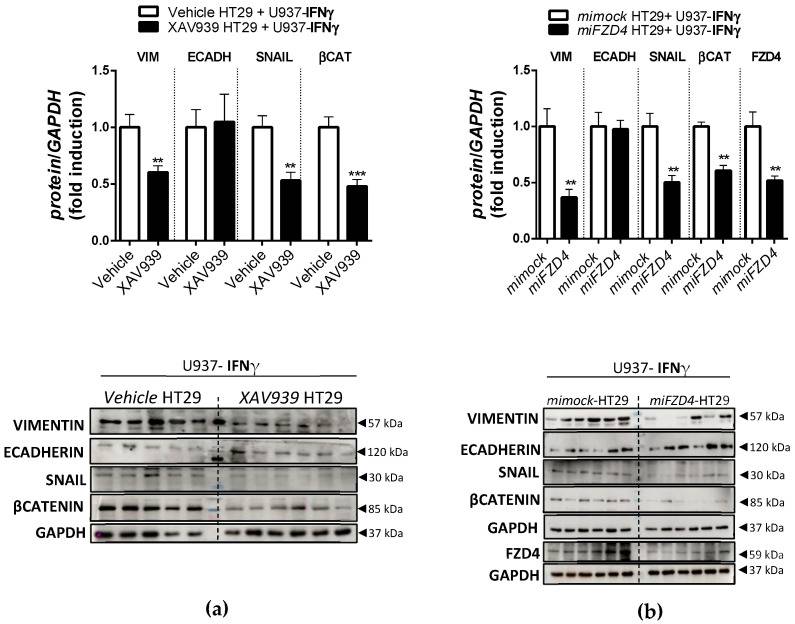 Vehicle HT29 + U937-IFNγ
XAV939 HT29 + U937-IFNγ
VIM ECADH SNAIL βCAT
protein/GAPDH
(fold induction)
1.5
1.0
0.5
0.0
Vehicle XAV939 Vehicle XAV939 Vehicle XAV939 Vehicle XAV939
** ** ***
mimock HT29+ U937-IFNγ
miFZD4 HT29+ U937-IFNγ
VIM ECADH SNAIL βCAT FZD4
protein/GAPDH
(fold induction)
1.5
1.0
0.5
0.0
** ** ** **
mimock miFZD4 mimock miFZD4 mimock miFZD4 mimock miFZD4 mimock miFZD4
U937- IFNγ
Vehicle HT29 XAV939 HT29
VIMENTIN 57 kDa
ECADHERIN 120 kDa
SNAIL 30 kDa
βCATENIN 85 kDa
GAPDH 37 kDa
(a)
U937- IFNγ
mimock-HT29 miFZD4-HT29
VIMENTIN 57 kDa
ECADHERIN 120 kDa
SNAIL 30 kDa
βCATENIN 85 kDa
GAPDH 37 kDa
FZD4 59 kDa
GAPDH 37 kDa
(b)